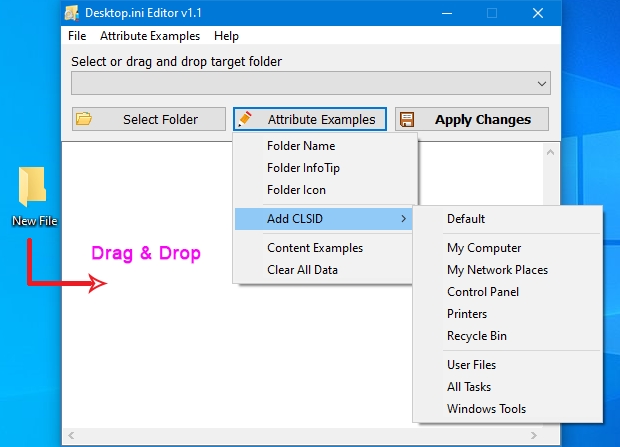 Desktop.ini Editor v1.1
File Attribute Examples Help
Select or drag and drop target folder
Select Folder Attribute Examples Apply Changes
Folder Name
Folder InfoTip
Folder Icon
Add CLSID
Content Examples
Clear All Data
Default
My Computer
My Network Places
Control Panel
Printers
Recycle Bin
User Files
All Tasks
Windows Tools
New File
Drag & Drop